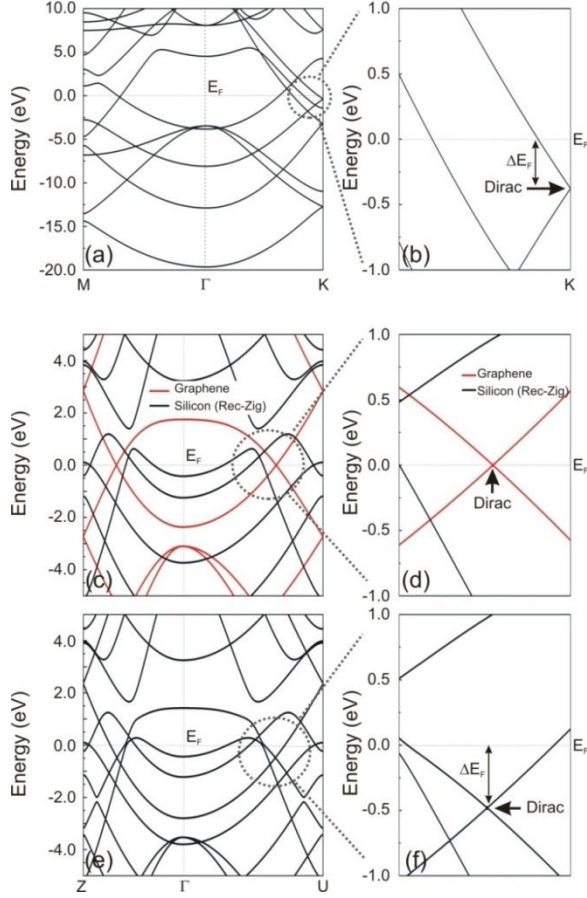 10.0
5.0
0.0
-5.0
-10.0
-15.0
-20.0
Energy (eV)
E_F
(a)
M
Γ
K
1.0
0.5
0.0
-0.5
-1.0
Energy (eV)
E_F
ΔE_F
Dirac
(b)
K
4.0
2.0
0.0
-2.0
-4.0
Energy (eV)
Graphene
Silicon (Rec-Zig)
E_F
(c)
1.0
0.5
0.0
-0.5
-1.0
Energy (eV)
Graphene
Silicon (Rec-Zig)
E_F
Dirac
(d)
4.0
2.0
0.0
-2.0
-4.0
Energy (eV)
E_F
(e)
Z
Γ
U
1.0
0.5
0.0
-0.5
-1.0
Energy (eV)
E_F
ΔE_F
Dirac
(f)
U